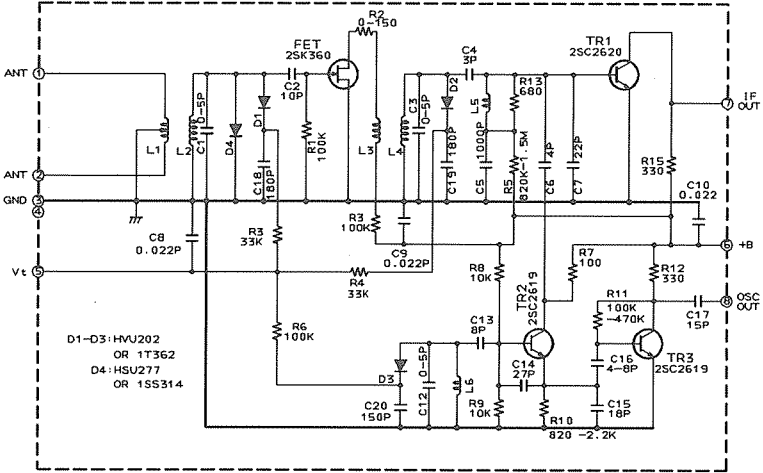 R2
0-150
FET
2SK360
TR1
2SC2620
C4
3P
ANT 1
C2
10P
R13
680
D2
C3
0-5P
L5
1000P
C5
7 IF
OUT
L1
L2
C1
0-5P
D4
D1
C18
180P
R1
100K
L3
L4
180P
C19
R5
820K-1.5M
4P
C6
22P
C7
R15
330
C10
0.022
ANT 2
GND 3
4
C8
0.022P
R3
33K
R3
100K
C9
0.022P
R8
10K
R7
100
R12
330
6 +B
Vt 5
R4
33K
TR2
2SC2619
8 OSC
OUT
C17
15P
R11
100K
-470K
D1-D3:HVU202
OR 1T362
D4:HSU277
OR 1SS314
R6
100K
C13
8P
D3
0-5P
C12
L6
C14
27P
C16
4-8P
TR3
2SC2619
C20
150P
R9
10K
R10
820 -2.2K
C15
18P